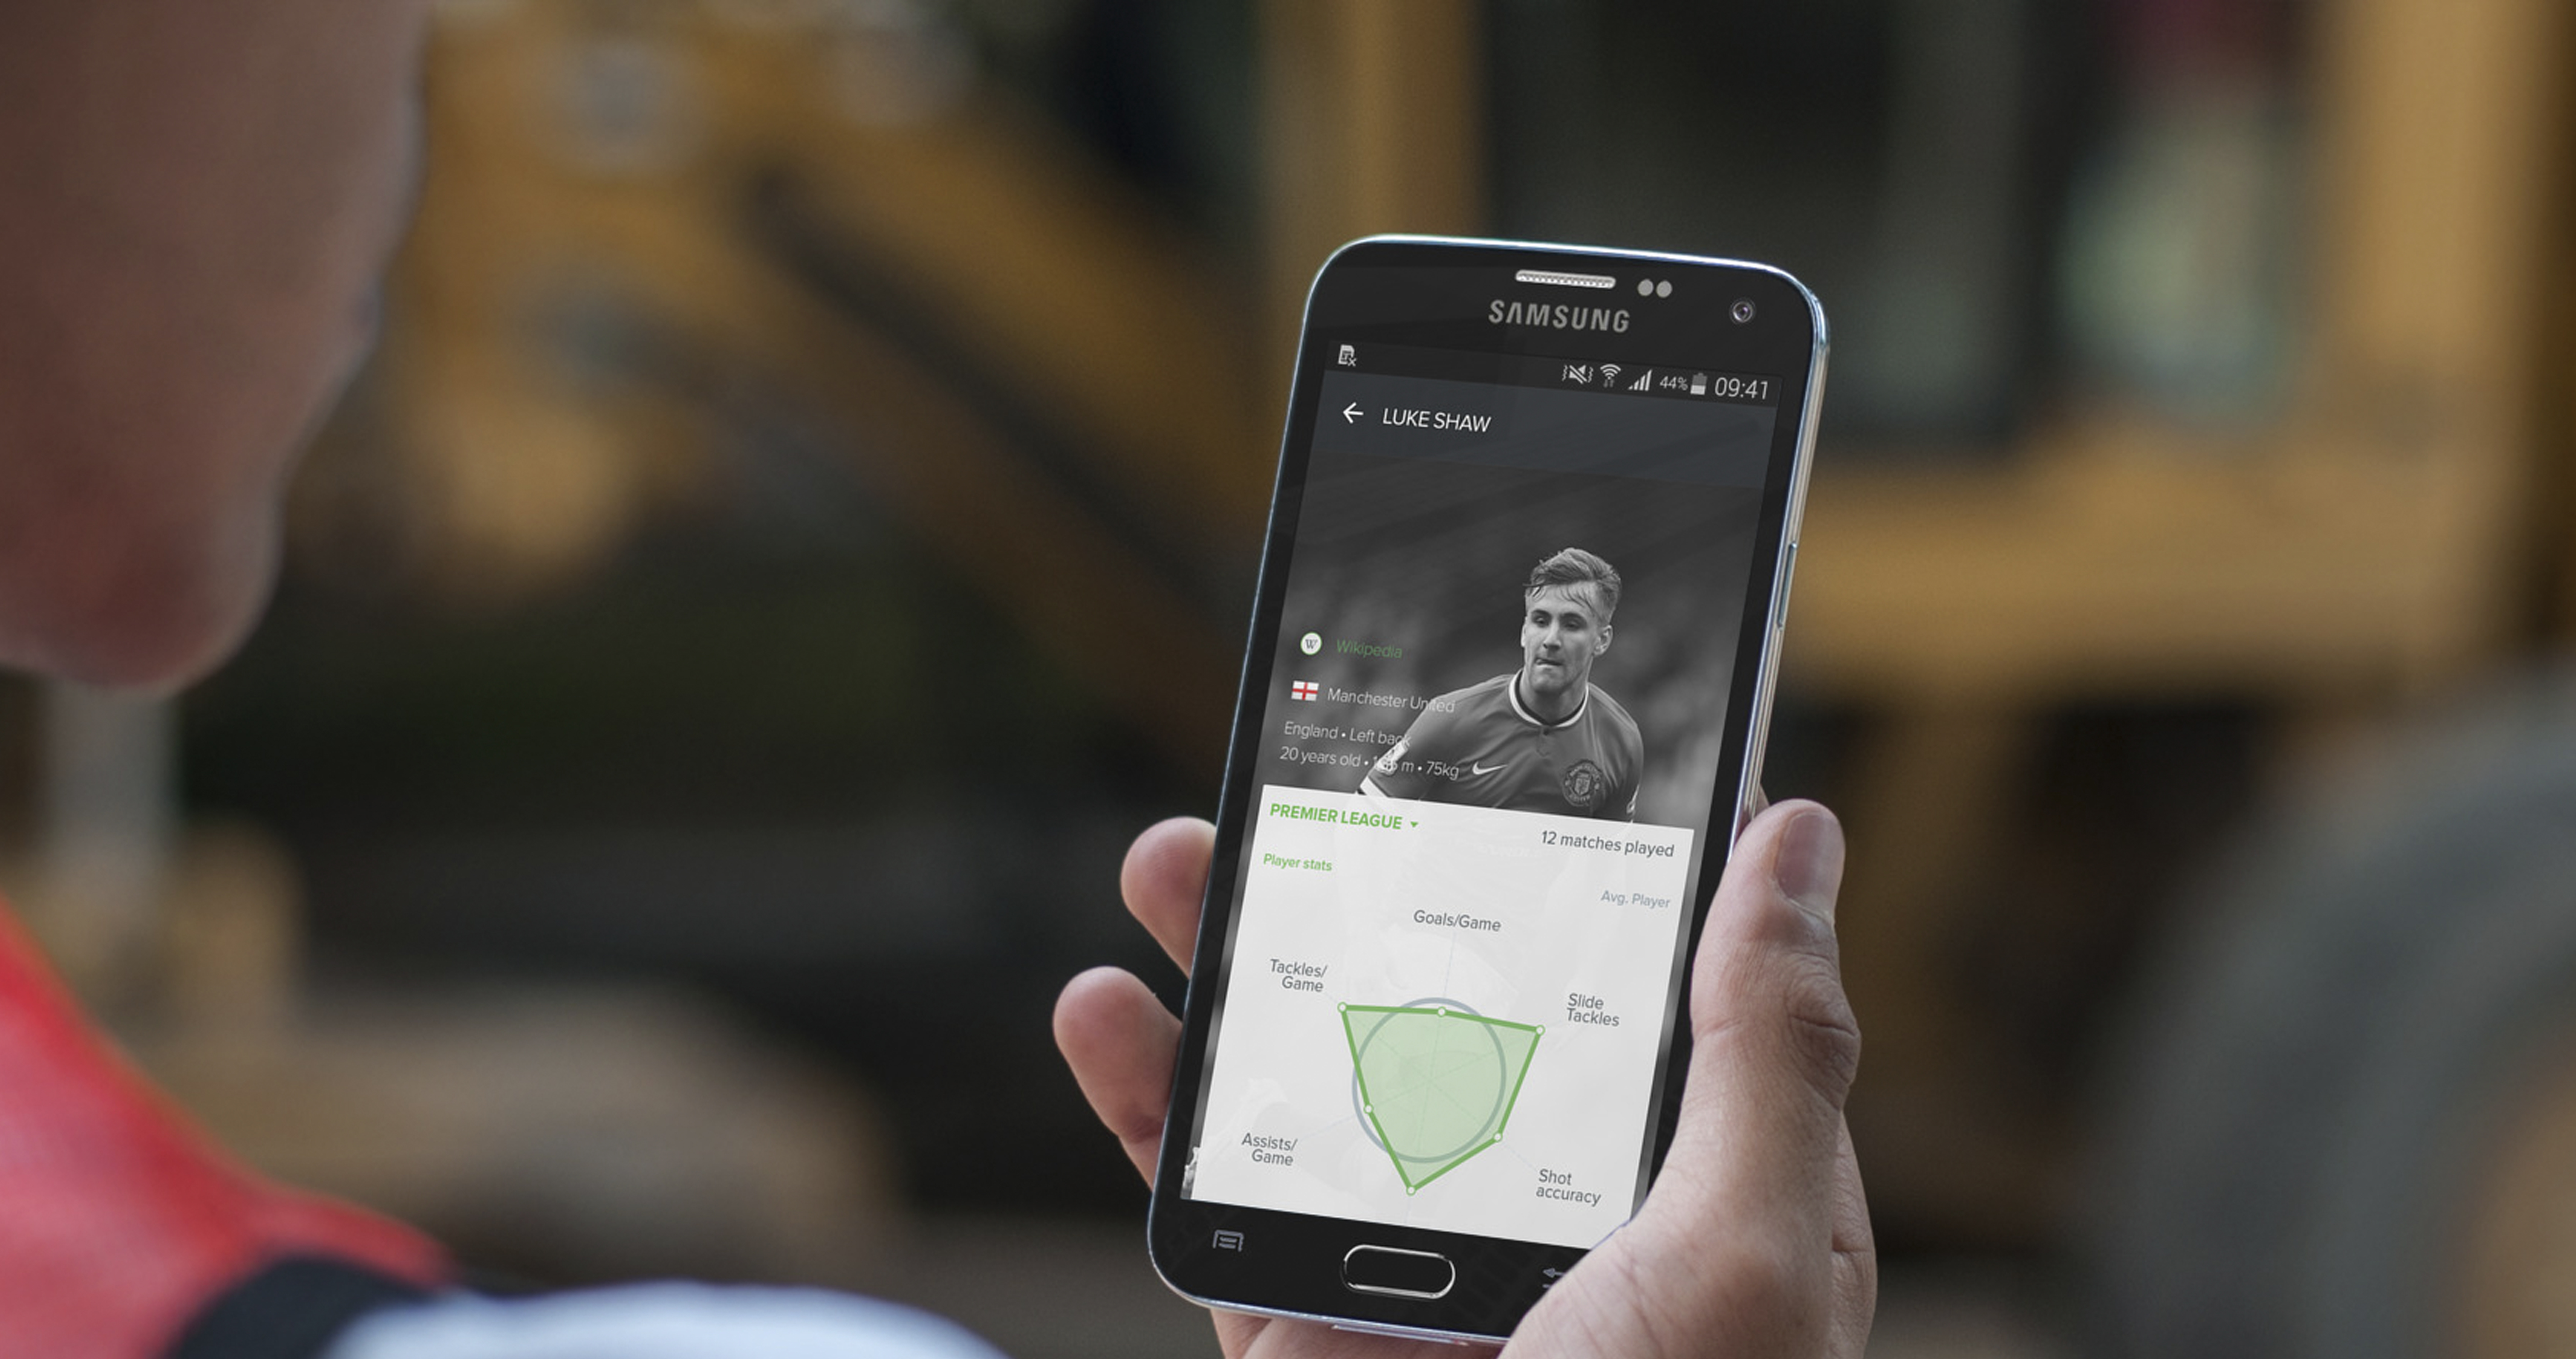 SAMSUNG
44% 09:41
LUKE SHAW
W Wikipedia
Manchester United
England • Left back
20 years old • m • 75kg
PREMIER LEAGUE
12 matches played
Player stats
Avg. Player
Goals/Game
Tackles/
Game
Slide
Tackles
Assists/
Game
Shot
accuracy